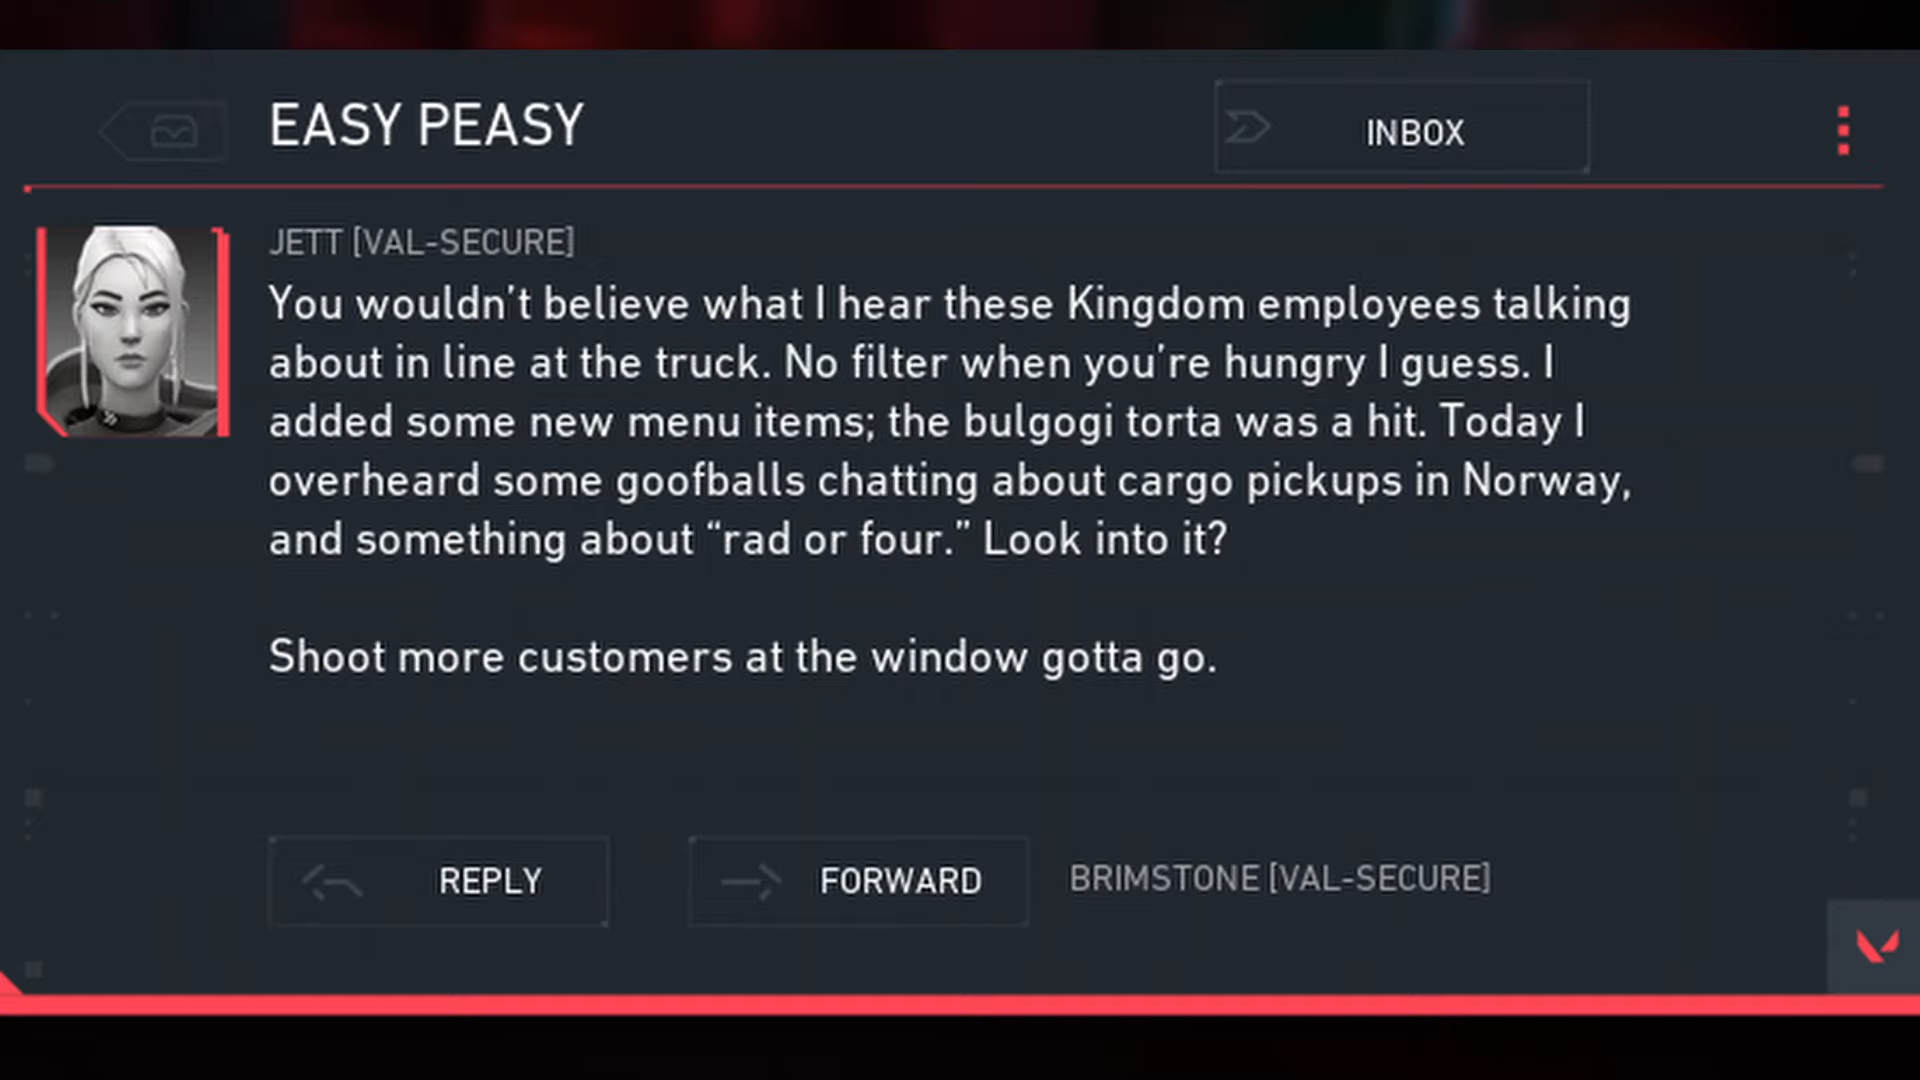 EASY PEASY
INBOX
JETT [VAL-SECURE]
You wouldn’t believe what I hear these Kingdom employees talking
about in line at the truck. No filter when you’re hungry I guess. I
added some new menu items; the bulgogi torta was a hit. Today I
overheard some goofballs chatting about cargo pickups in Norway,
and something about “rad or four.” Look into it?
Shoot more customers at the window gotta go.
REPLY
FORWARD
BRIMSTONE [VAL-SECURE]